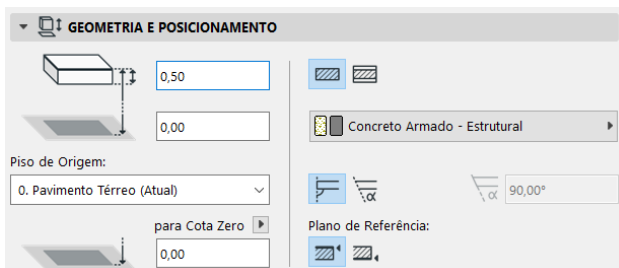 GEOMETRIA E POSICIONAMENTO
0,50
0,00
Concreto Armado - Estrutural
Piso de Origem:
0. Pavimento Térreo (Atual)
α
α
90,00°
para Cota Zero
Plano de Referência:
0,00